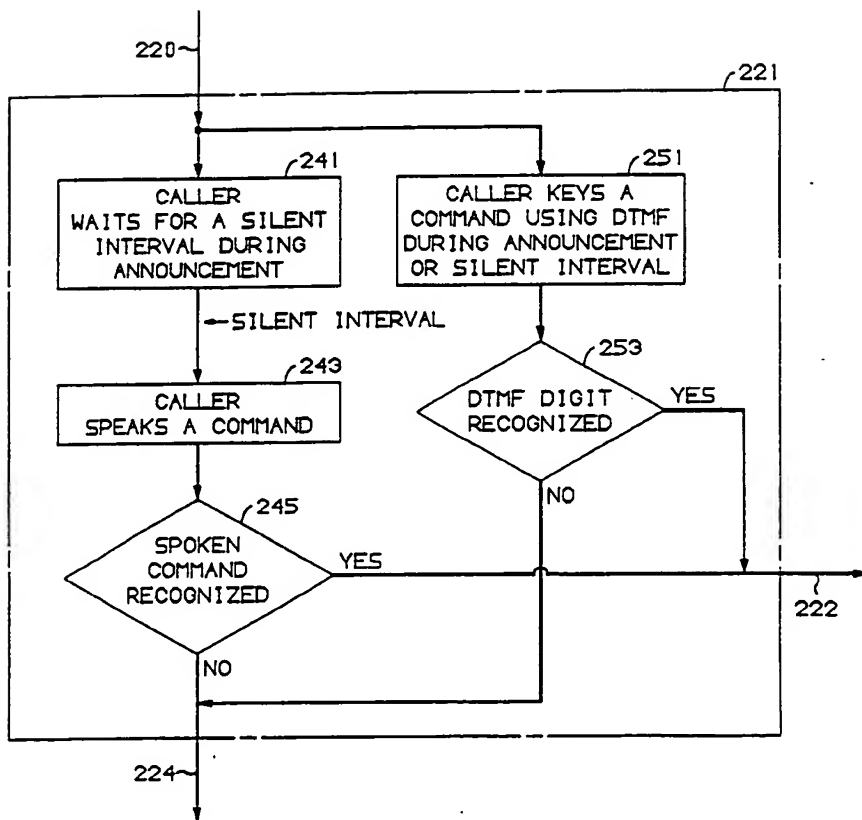 220
221
241
CALLER
WAITS FOR A SILENT
INTERVAL DURING
ANNOUNCEMENT
251
CALLER KEYS A
COMMAND USING DTMF
DURING ANNOUNCEMENT
OR SILENT INTERVAL
SILENT INTERVAL
243
CALLER
SPEAKS A COMMAND
253
DTMF DIGIT
RECOGNIZED
YES
NO
245
SPOKEN
COMMAND
RECOGNIZED
YES
NO
222
224